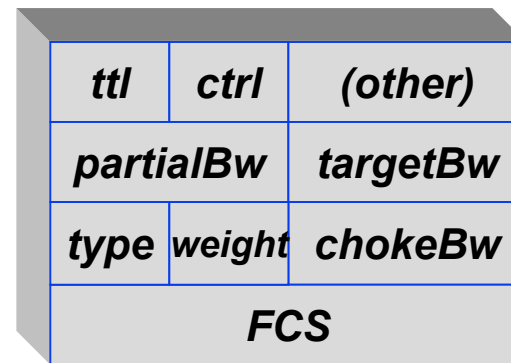 ttl ctrl (other)
partialBw targetBw
type weight chokeBw
FCS